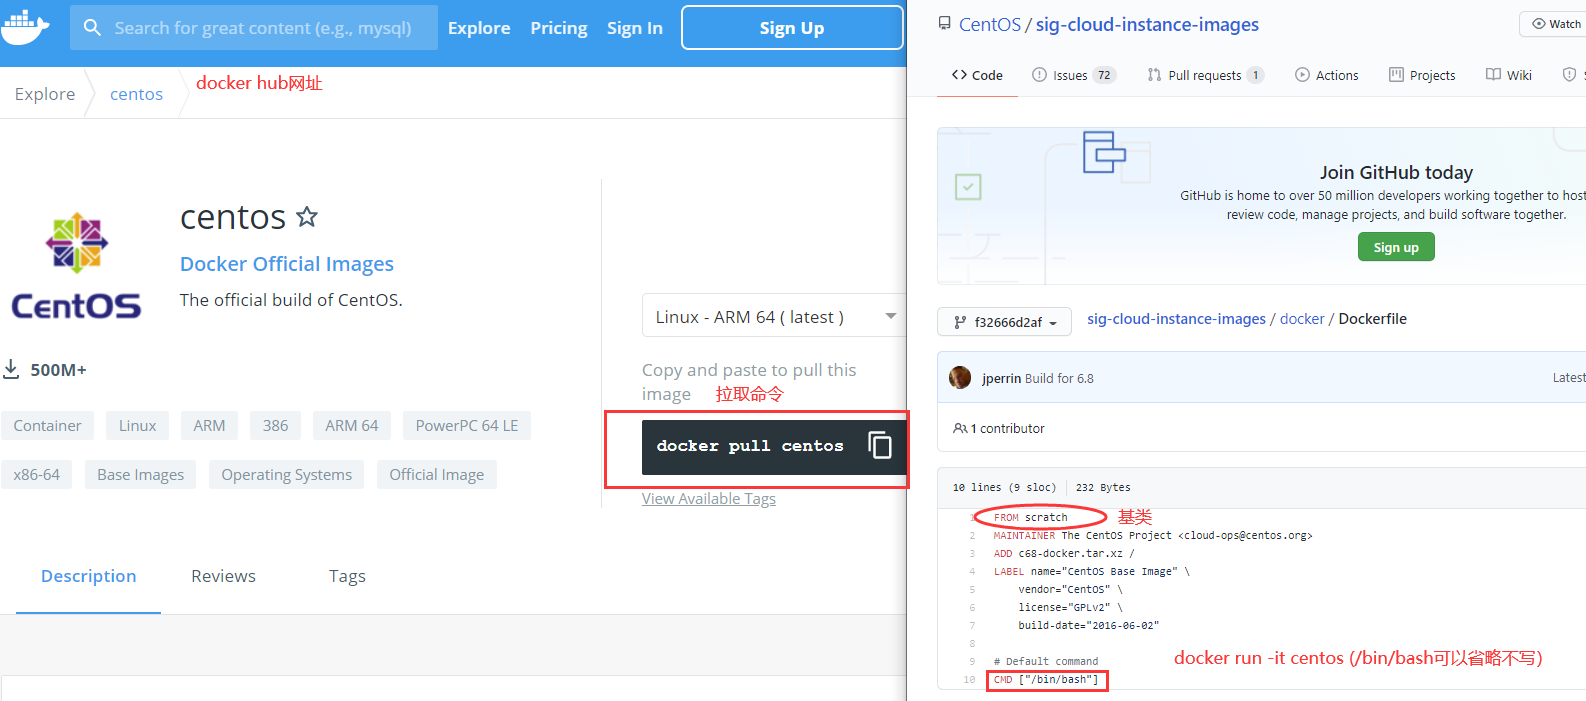 Search for great content (e.g., mysql)
Explore
Pricing
Sign In
Sign Up
Explore
centos
docker hub网址
centos
Docker Official Images
The official build of CentOS.
CentOS
500M+
Container
Linux
ARM
386
ARM 64
PowerPC 64 LE
x86-64
Base Images
Operating Systems
Official Image
Linux - ARM 64 ( latest )
Copy and paste to pull this
image
拉取命令
docker pull centos
View Available Tags
Description
Reviews
Tags
CentOS / sig-cloud-instance-images
Watch
Code
Issues 72
Pull requests 1
Actions
Projects
Wiki
Join GitHub today
GitHub is home to over 50 million developers working together to host
review code, manage projects, and build software together.
Sign up
f32666d2af
sig-cloud-instance-images / docker / Dockerfile
jperrin Build for 6.8
Latest
1 contributor
10 lines (9 sloc)
232 Bytes
1 FROM scratch
基类
2 MAINTAINER The CentOS Project <cloud-ops@centos.org>
3 ADD c68-docker.tar.xz /
4 LABEL name="CentOS Base Image" \
5 vendor="CentOS" \
6 license="GPLv2" \
7 build-date="2016-06-02"
8
9 # Default command
docker run -it centos (/bin/bash可以省略不写)
10 CMD ["/bin/bash"]